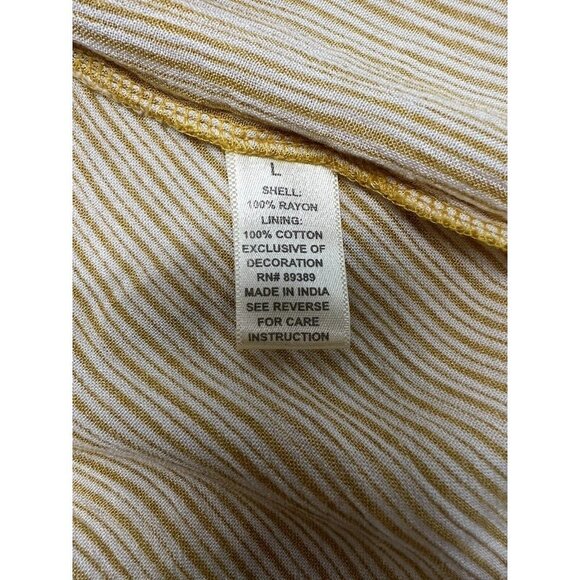 L
SHELL:
100% RAYON
LINING:
100% COTTON
EXCLUSIVE OF
DECORATION
RN# 89389
MADE IN INDIA
SEE REVERSE
FOR CARE
INSTRUCTION